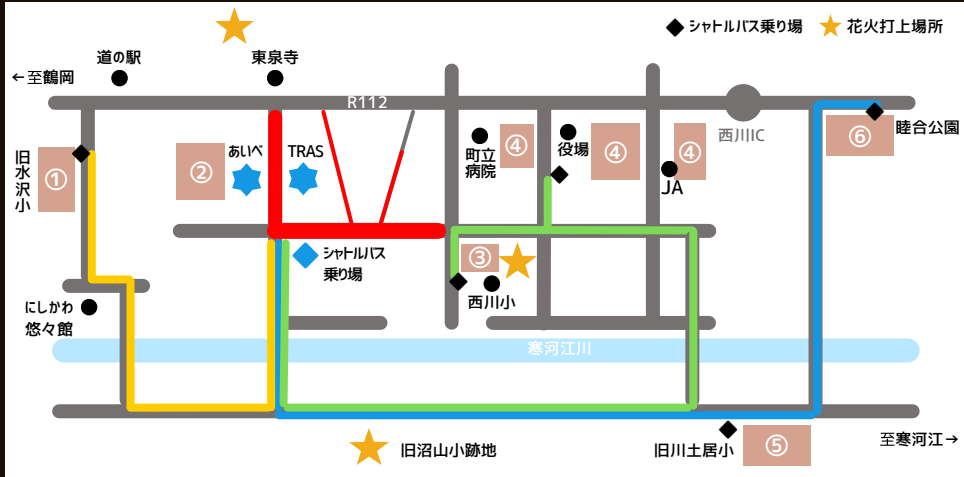 シャトルバス乗り場
花火打上場所
道の駅
東泉寺
←至鶴岡
R112
西川IC
睦合公園
⑥
旧水沢小
①
②
あいべ
TRAS
町立
病院
④
役場
④
④
JA
シャトルバス
乗り場
③
西川小
にしかわ
悠々館
寒河江川
旧沼山小跡地
旧川土居小
⑤
至寒河江→